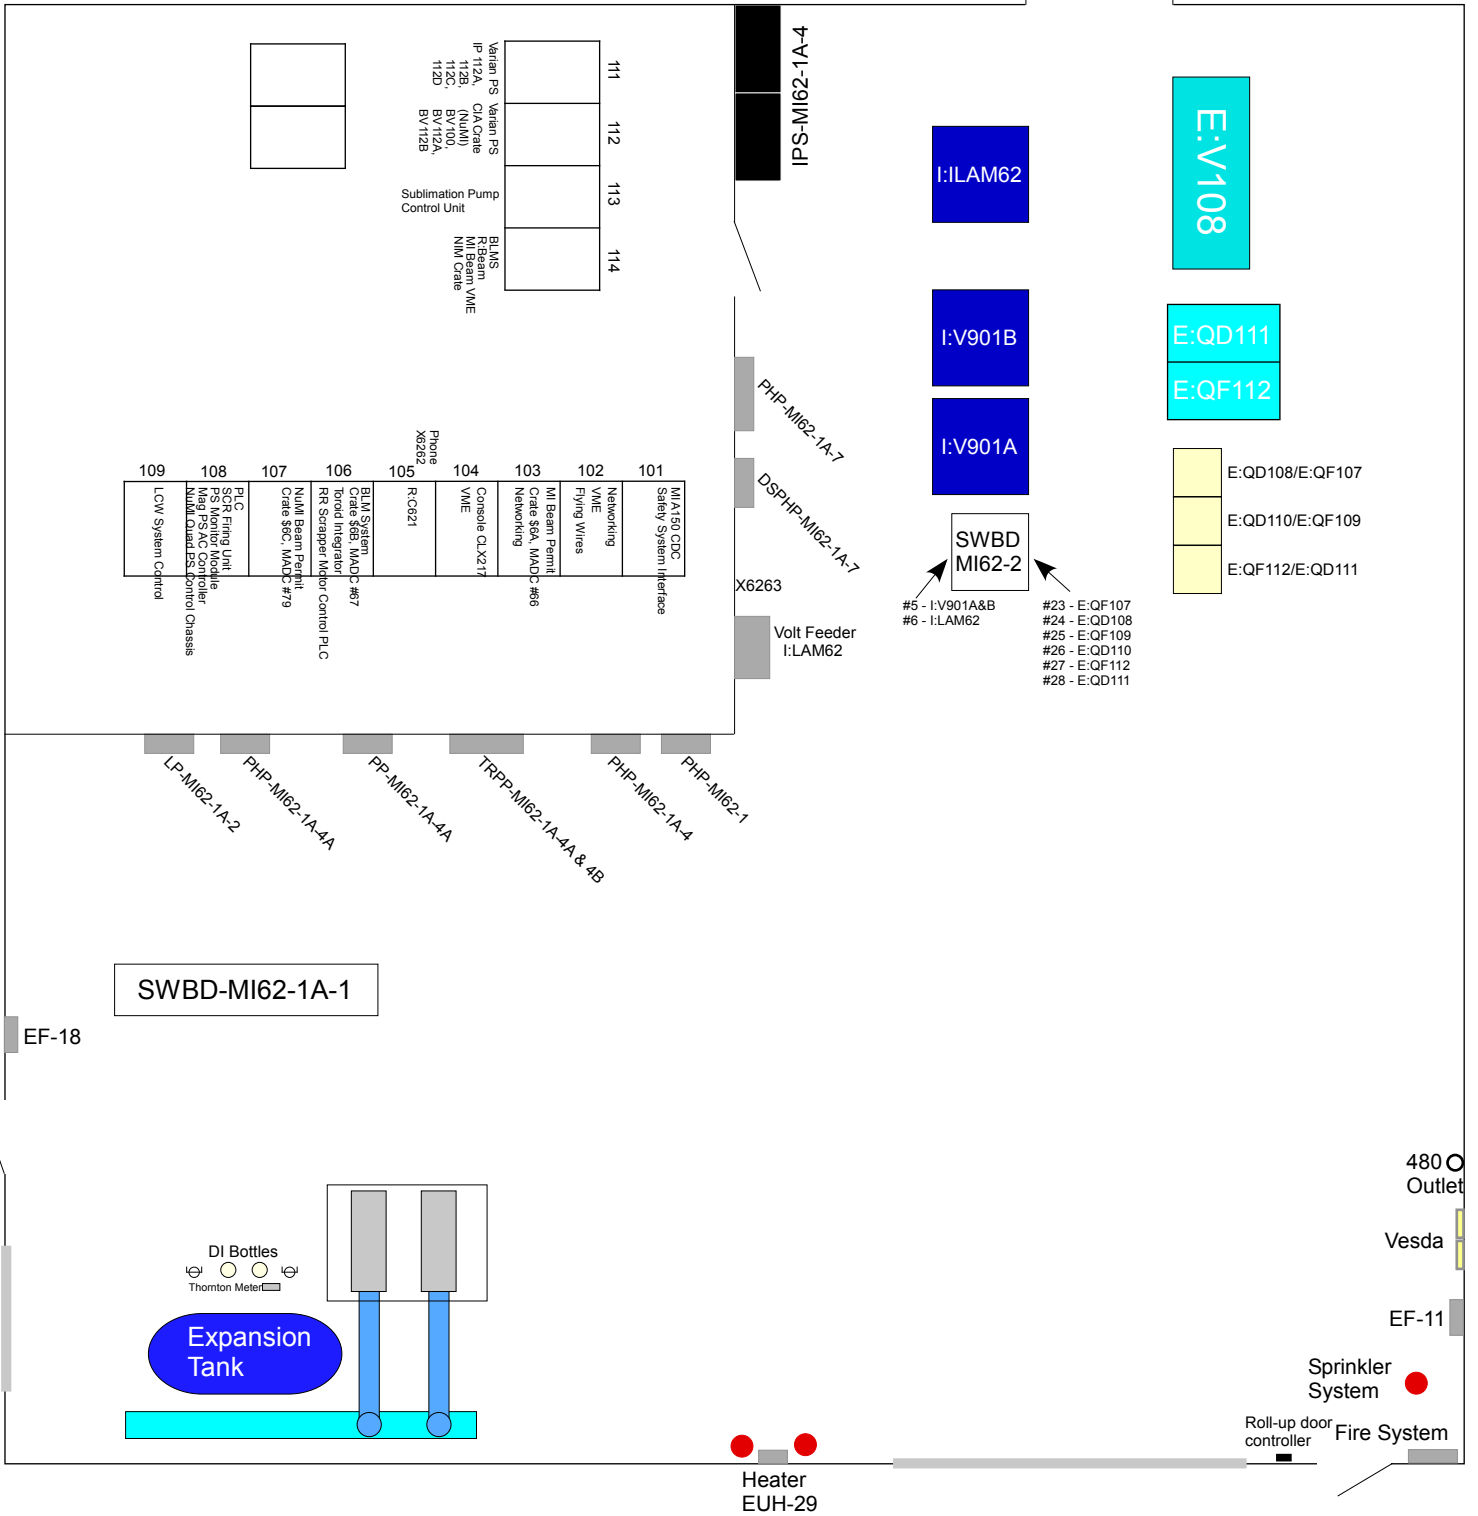 Varian PS
IP 112A,
112B,
112C,
112D
111
Varian PS
CIA Crate
(NuMI)
BV100,
BV112A,
BV112B
112
Sublimation Pump
Control Unit
113
BLMS
R:Beam
MI Beam VME
NIM Crate
114
IPS-MI62-1A-4
I:ILAM62
E:V108
I:V901B
E:QD111
E:QF112
I:V901A
PHP-MI62-1A-7
DSPHP-MI62-1A-7
E:QD108/E:QF107
E:QD110/E:QF109
E:QF112/E:QD111
SWBD
MI62-2
X6263
#5 - I:V901A&B
#6 - I:LAM62
#23 - E:QF107
#24 - E:QD108
#25 - E:QF109
#26 - E:QD110
#27 - E:QF112
#28 - E:QD111
Volt Feeder
I:LAM62
Phone
X6262
109
LCW System Control
108
PLC
SCR Firing Unit
PS Monitor Module
Mag PS AC Controller
NuMI Quad PS Control Chassis
107
NuMI Beam Permit
Crate $6C, MADC #79
106
BLM System
Crate $6B, MADC #67
Toroid Integrator
RR Scrapper Motor Control PLC
105
R:C621
104
Console CLX217
VME
103
MI Beam Permit
Crate $6A, MADC #66
Networking
102
Networking
VME
Flying Wires
101
MI A150 CDC
Safety System Interface
LP-MI62-1A-2
PHP-MI62-1A-4A
PP-MI62-1A-4A
TRPP-MI62-1A-4A & 4B
PHP-MI62-1A-4
PHP-MI62-1
SWBD-MI62-1A-1
EF-18
480
Outlet
Vesda
EF-11
Sprinkler
System
Roll-up door
controller
Fire System
DI Bottles
Thornton Meter
Expansion
Tank
Heater
EUH-29